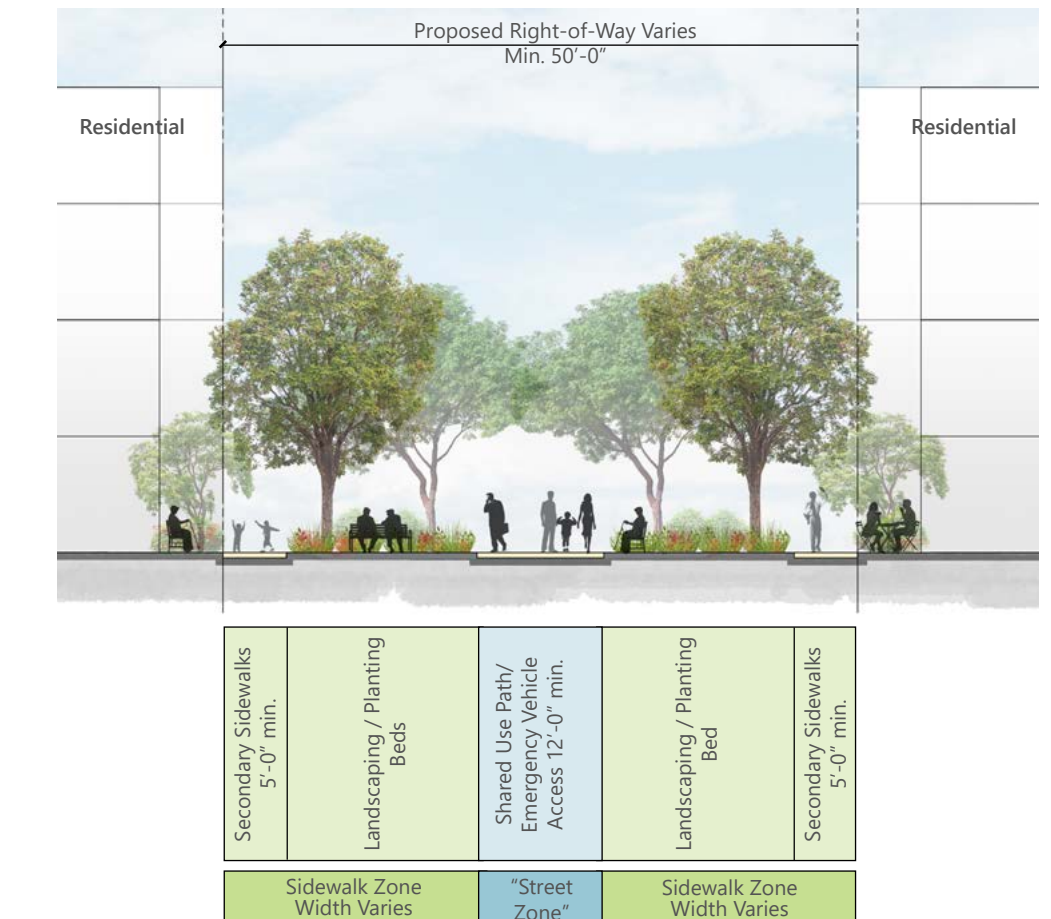 Proposed Right-of-Way Varies
Min. 50’-0”
Residential
Residential
Secondary Sidewalks
5’-0” min.
Landscaping / Planting
Beds
Shared Use Path/
Emergency Vehicle
Access 12’-0” min.
Landscaping / Planting
Bed
Secondary Sidewalks
5’-0” min.
Sidewalk Zone
Width Varies
“Street
Zone”
Sidewalk Zone
Width Varies